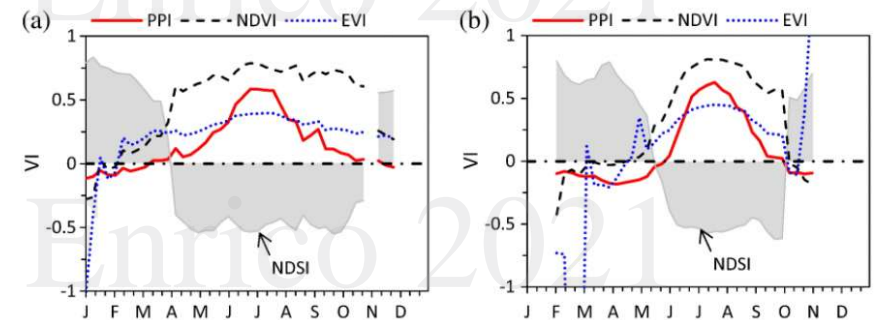 (a) PPI NDVI EVI
1
0.5
0
-0.5
-1
VI
NDSI
J F M A M J J A S O N D
(b) PPI NDVI EVI
1
0.5
0
-0.5
-1
VI
NDSI
J F M A M J J A S O N D
Enrico 2021
Enrico 2021